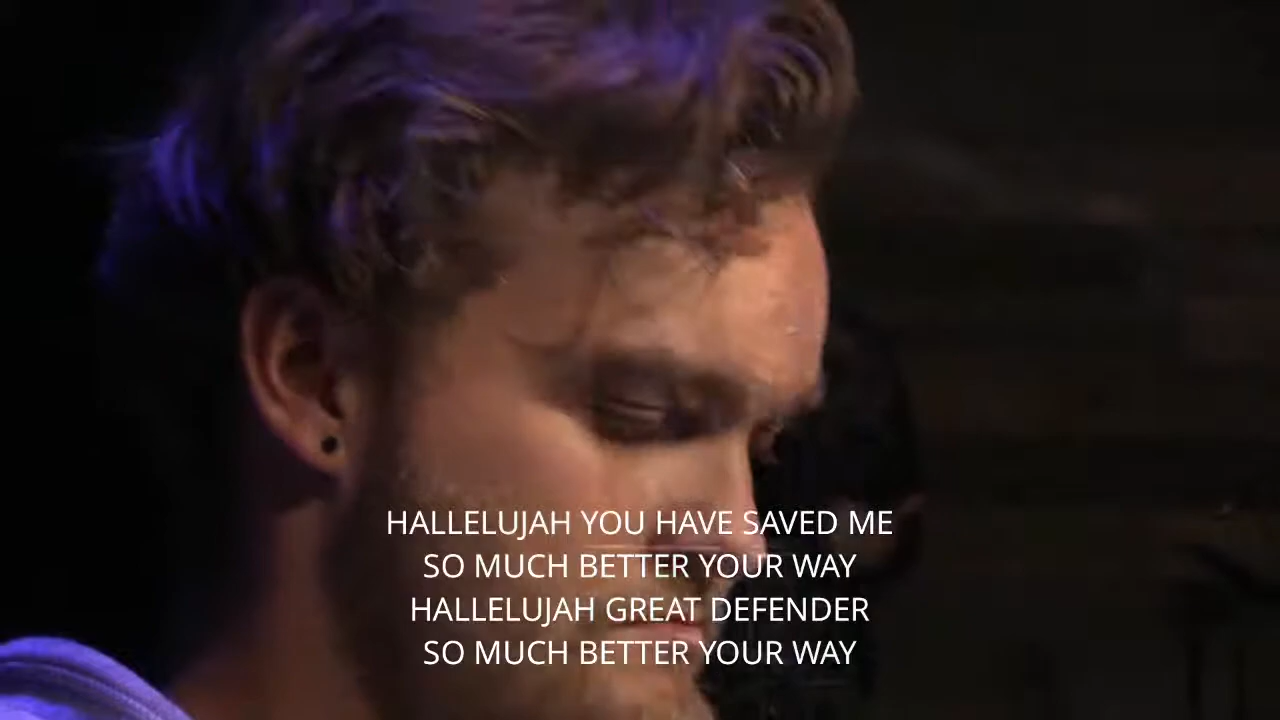 HALLELUJAH YOU HAVE SAVED ME
SO MUCH BETTER YOUR WAY
HALLELUJAH GREAT DEFENDER
SO MUCH BETTER YOUR WAY